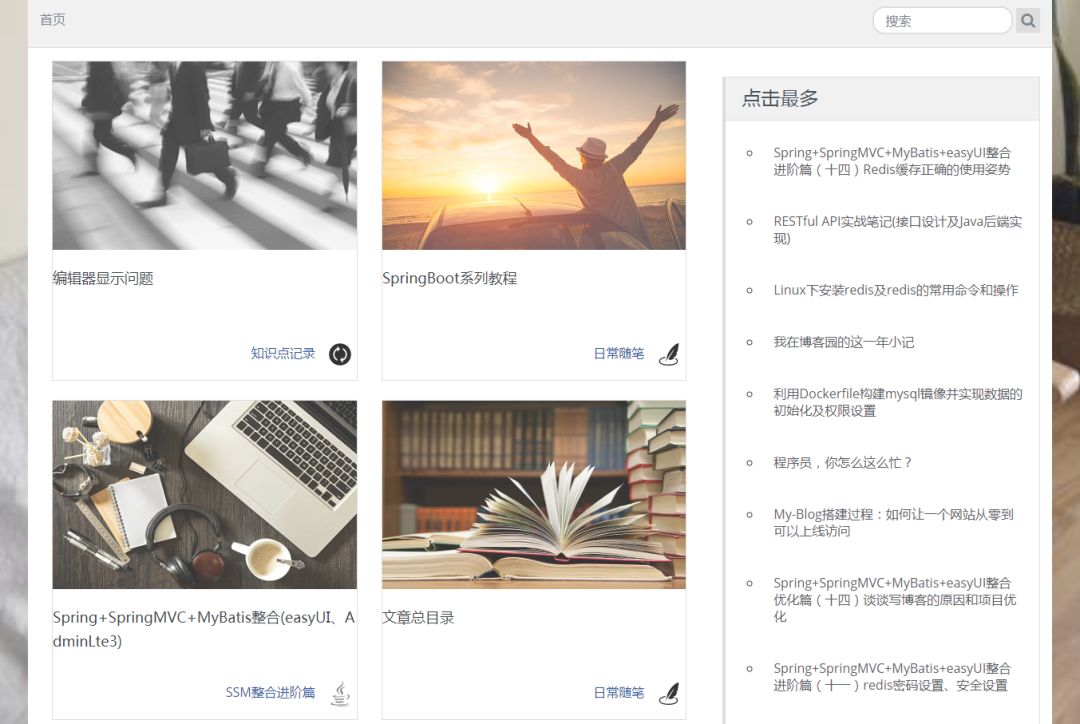 首页
搜索
编辑器显示问题
知识点记录
SpringBoot系列教程
日常随笔
Spring+SpringMVC+MyBatis整合(easyUI、A
dminLte3)
SSM整合进阶篇
文章总目录
日常随笔
点击最多
Spring+SpringMVC+MyBatis+easyUI整合
进阶篇（十四）Redis缓存正确的使用姿势
RESTful API实战笔记(接口设计及Java后端实
现)
Linux下安装redis及redis的常用命令和操作
我在博客园的这一年小记
利用Dockerfile构建mysql镜像并实现数据的
初始化及权限设置
程序员，你怎么这么忙？
My-Blog搭建过程：如何让一个网站从零到
可以上线访问
Spring+SpringMVC+MyBatis+easyUI整合
优化篇（十四）谈谈写博客的原因和项目优
化
Spring+SpringMVC+MyBatis+easyUI整合
进阶篇（十一）redis密码设置、安全设置